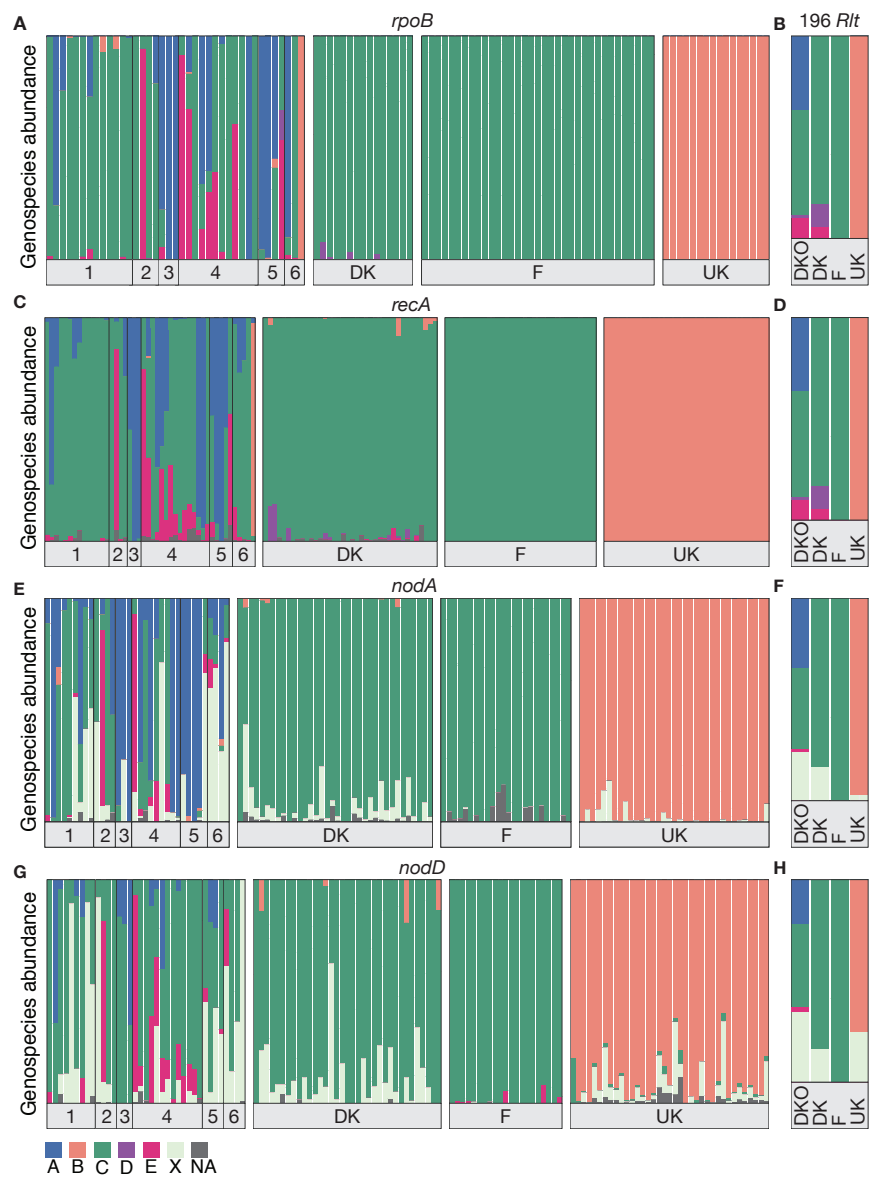 A rpoB B 196 Rlt
Genospecies abundance
1 2 3 4 5 6 DK F UK
DKO DK F UK
C recA D
Genospecies abundance
1 2 3 4 5 6 DK F UK
DKO DK F UK
E nodA F
Genospecies abundance
1 2 3 4 5 6 DK F UK
DKO DK F UK
G nodD H
Genospecies abundance
1 2 3 4 5 6 DK F UK
DKO DK F UK
A B C D E X NA